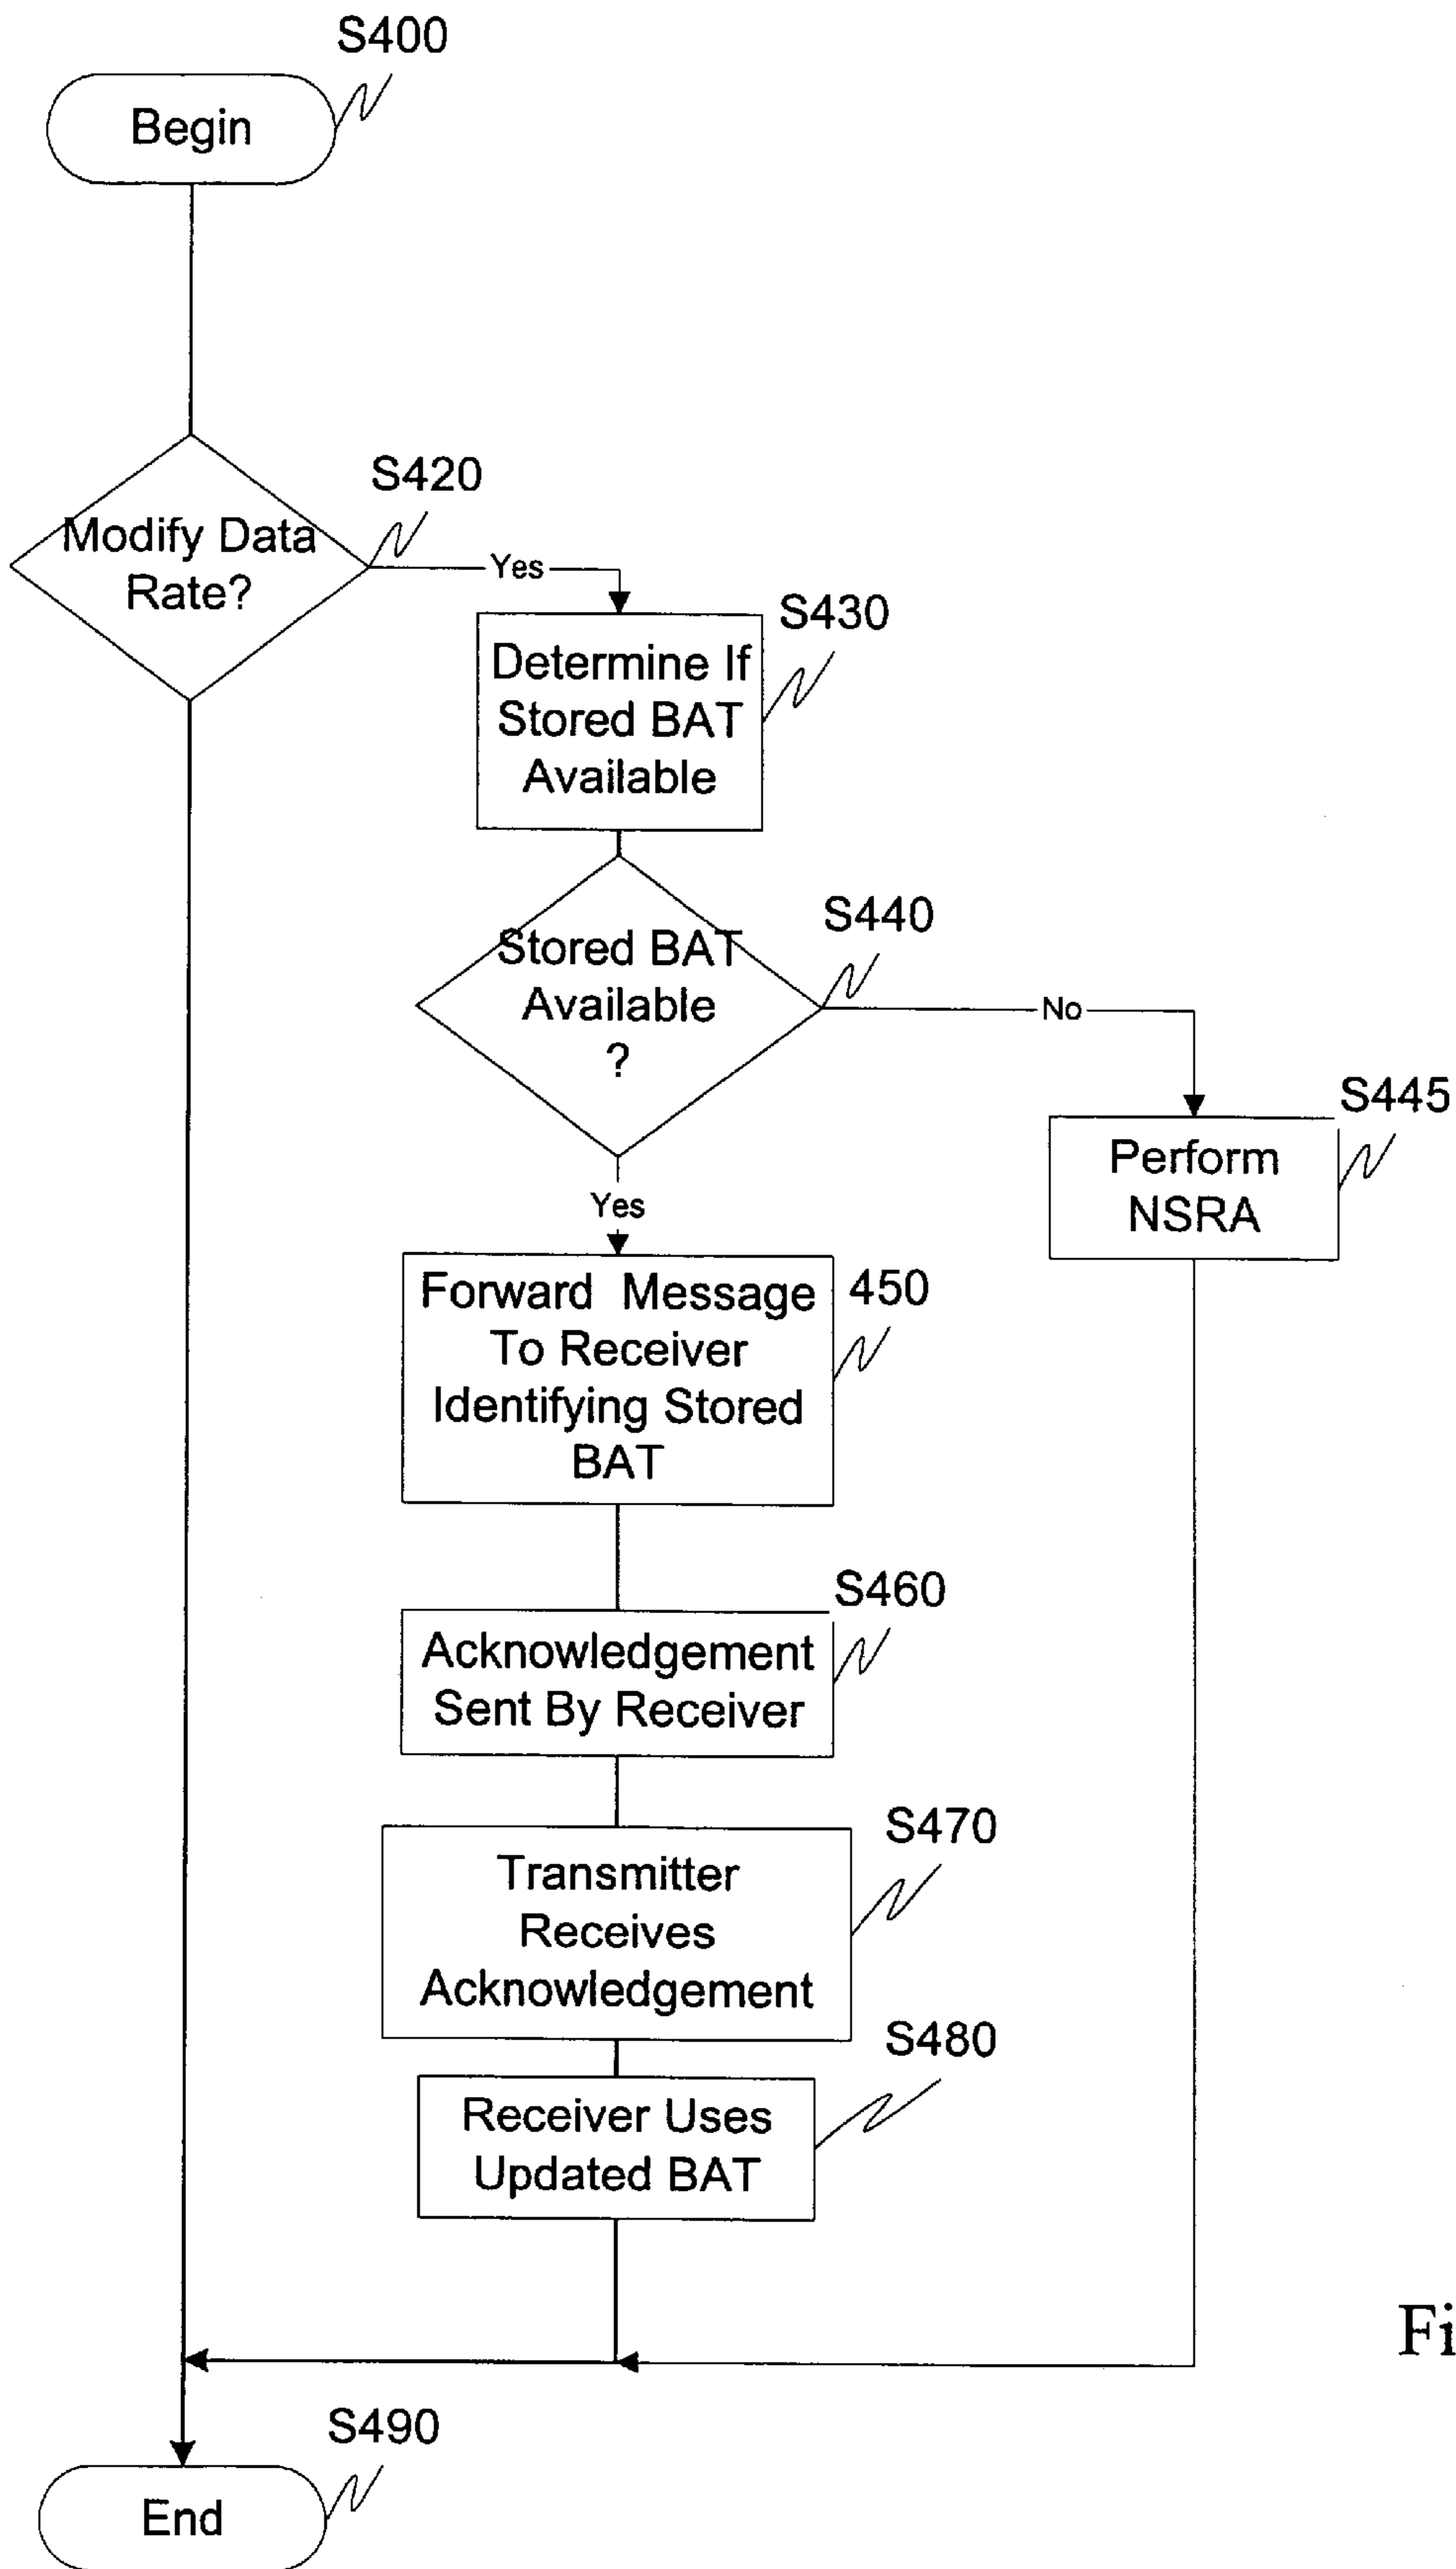 S400
Begin
S420
Modify Data
Rate?
Yes
S430
Determine If
Stored BAT
Available
S440
Stored BAT
Available
?
No
S445
Perform
NSRA
Yes
450
Forward Message
To Receiver
Identifying Stored
BAT
S460
Acknowledgement
Sent By Receiver
S470
Transmitter
Receives
Acknowledgement
S480
Receiver Uses
Updated BAT
Fi
S490
End